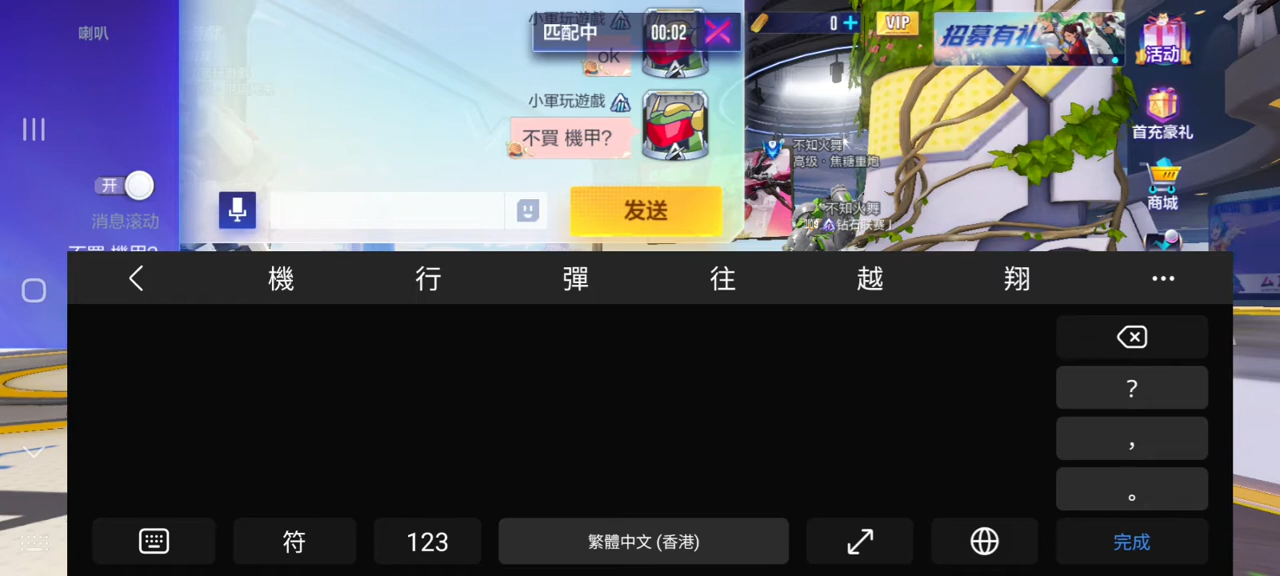 喇叭
小軍玩遊戲
匹配中 00:02
ok
0
VIP
招募有礼
活动
小軍玩遊戲
不買 機甲?
首充豪礼
不知火舞
高级·焦糖重炮
开
消息滚动
发送
商城
不知火舞
钻石联赛
不買 機甲?
機 行 彈 往 越 翔 ...
?
,
。
符 123 繁體中文 (香港) 完成